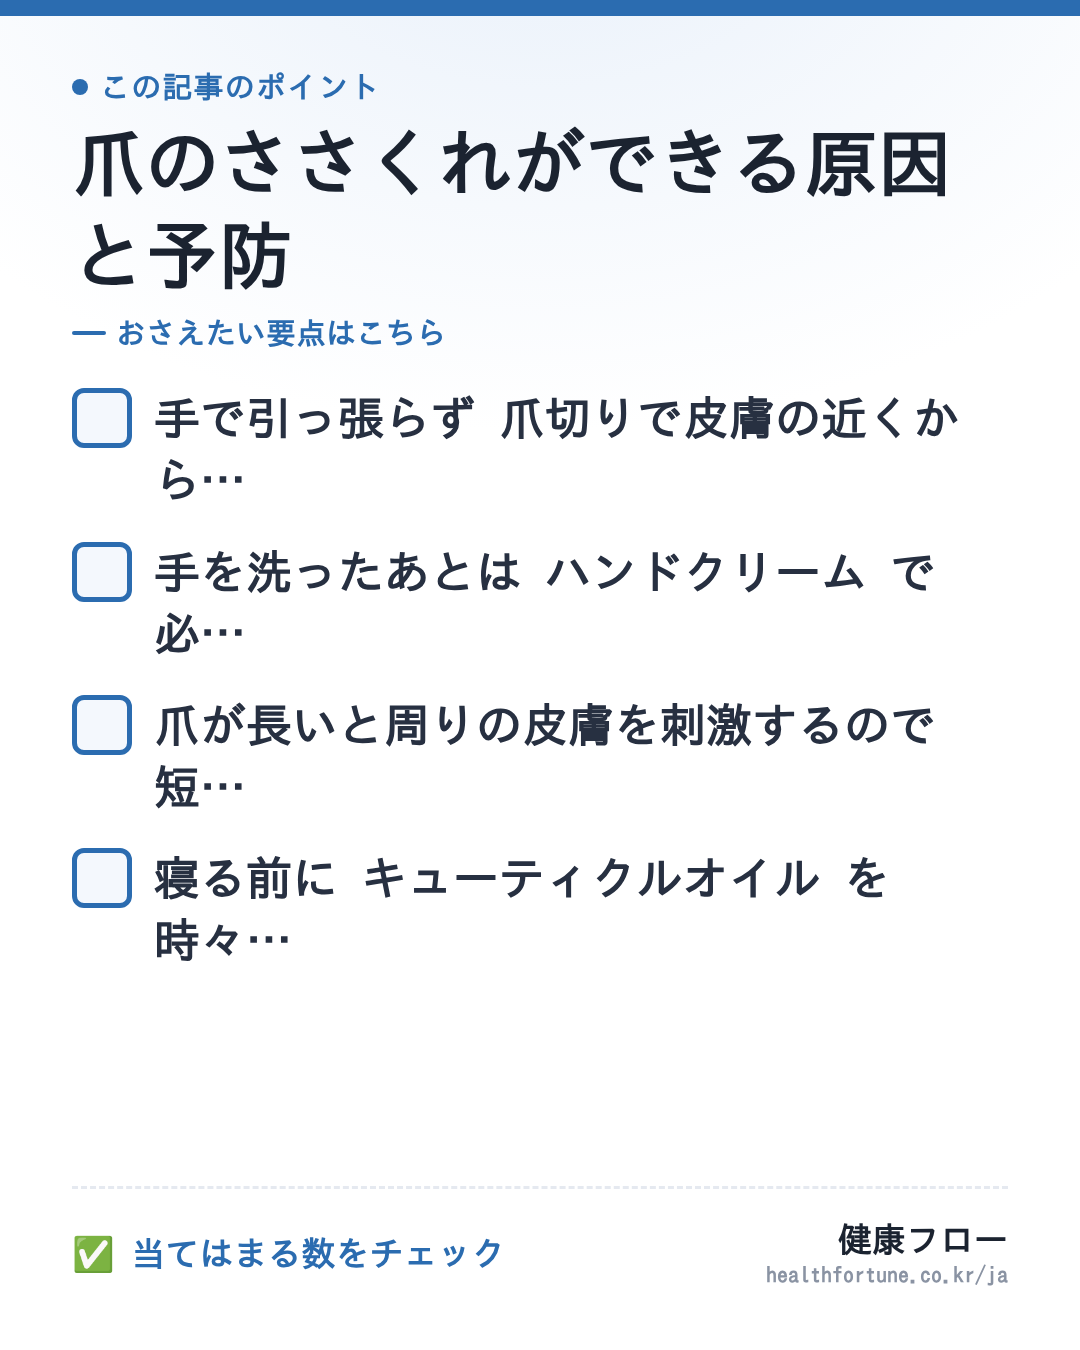 この記事のポイント
爪のささくれができる原因
と予防
おさえたい要点はこちら
手で引っ張らず 爪切りで皮膚の近くか
ら…
手を洗ったあとは ハンドクリーム で
必…
爪が長いと周りの皮膚を刺激するので
短…
寝る前に キューティクルオイル を
時々…
✅ 当てはまる数をチェック
健康フロー
healthfortune.co.kr/ja